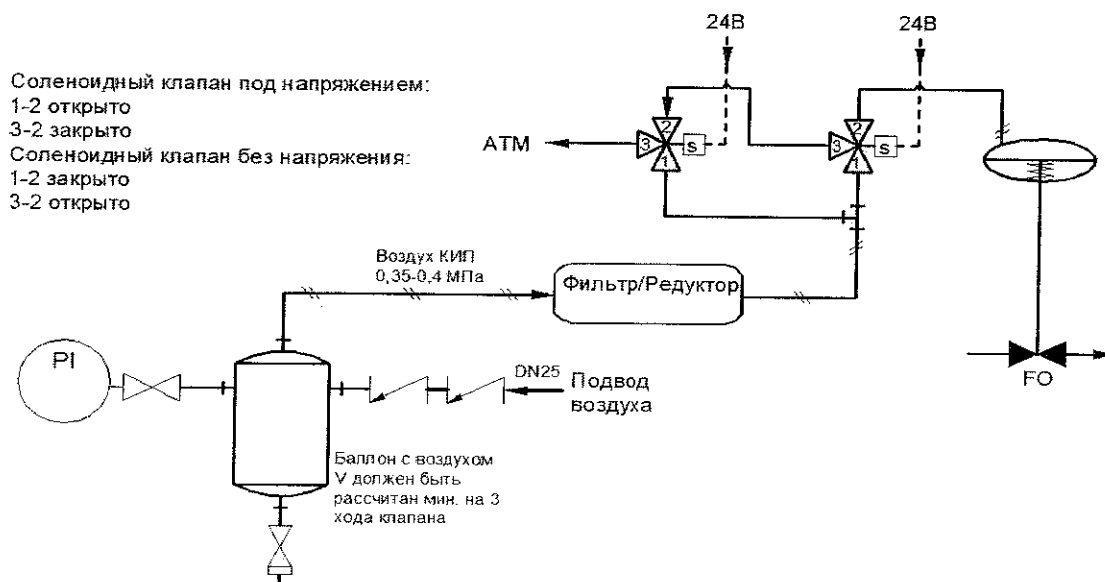 24В
24В
Соленоидный клапан под напряжением:
1-2 открыто
3-2 закрыто
Соленоидный клапан без напряжения:
1-2 закрыто
3-2 открыто
АТМ
3
2
1
s
3
2
1
s
Воздух КИП
0,35-0,4 МПа
Фильтр/Редуктор
PI
DN25
Подвод
воздуха
FO
Баллон с воздухом
V должен быть
рассчитан мин. на 3
хода клапана